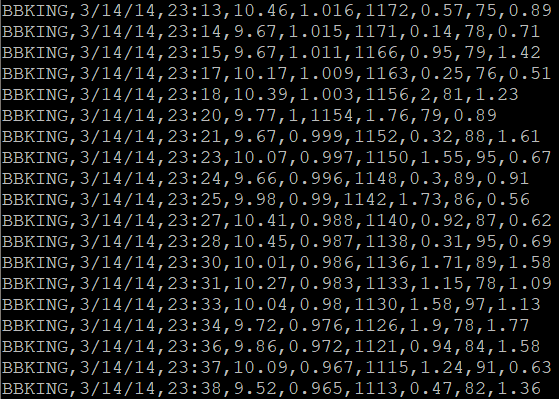 BBKING,3/14/14,23:13,10.46,1.016,1172,0.57,75,0.89
BBKING,3/14/14,23:14,9.67,1.015,1171,0.14,78,0.71
BBKING,3/14/14,23:15,9.67,1.011,1166,0.95,79,1.42
BBKING,3/14/14,23:17,10.17,1.009,1163,0.25,76,0.51
BBKING,3/14/14,23:18,10.39,1.003,1156,2,81,1.23
BBKING,3/14/14,23:20,9.77,1,1154,1.76,79,0.89
BBKING,3/14/14,23:21,9.67,0.999,1152,0.32,88,1.61
BBKING,3/14/14,23:23,10.07,0.997,1150,1.55,95,0.67
BBKING,3/14/14,23:24,9.66,0.996,1148,0.3,89,0.91
BBKING,3/14/14,23:25,9.98,0.99,1142,1.73,86,0.56
BBKING,3/14/14,23:27,10.41,0.988,1140,0.92,87,0.62
BBKING,3/14/14,23:28,10.45,0.987,1138,0.31,95,0.69
BBKING,3/14/14,23:30,10.01,0.986,1136,1.71,89,1.58
BBKING,3/14/14,23:31,10.27,0.983,1133,1.15,78,1.09
BBKING,3/14/14,23:33,10.04,0.98,1130,1.58,97,1.13
BBKING,3/14/14,23:34,9.72,0.976,1126,1.9,78,1.77
BBKING,3/14/14,23:36,9.86,0.972,1121,0.94,84,1.58
BBKING,3/14/14,23:37,10.09,0.967,1115,1.24,91,0.63
BBKING,3/14/14,23:38,9.52,0.965,1113,0.47,82,1.36